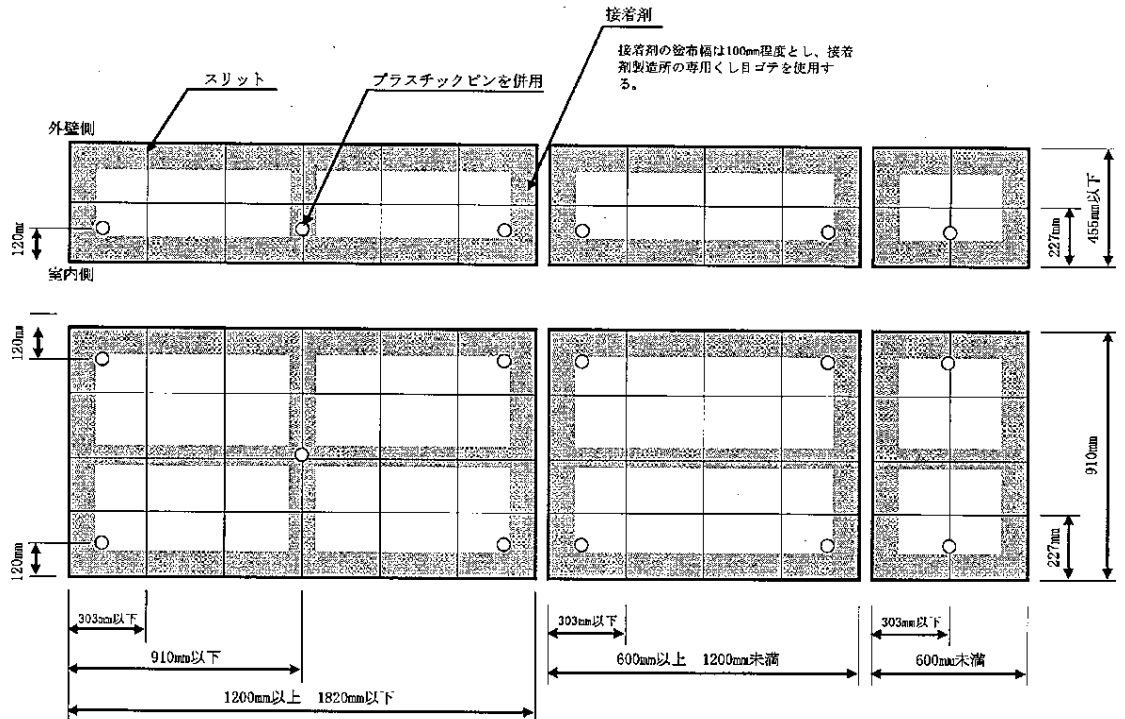 接着剤
接着剤の塗布幅は100mm程度とし、接着
剤製造所の専用くし目ゴテを使用す
る。
スリット
プラスチックピンを併用
外壁側
120mm
室内側
227mm
455mm以下
120mm
120mm
910mm
227mm
303mm以下
910mm以下
1200mm以上 1820mm以下
303mm以下
600mm以上 1200mm未満
303mm以下
600mm未満